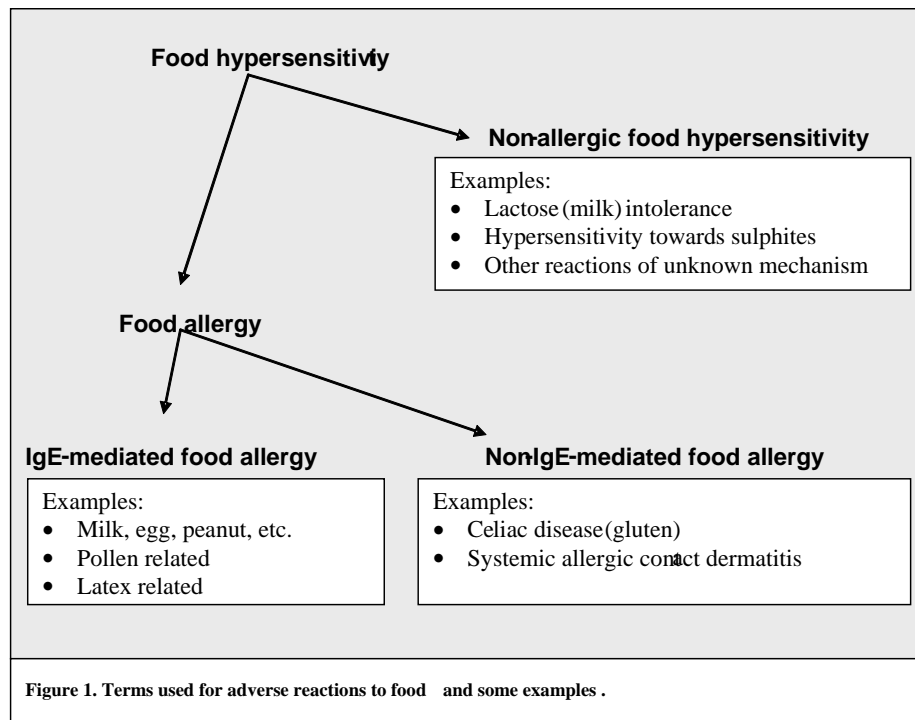 Food hypersensitivity
Non-allergic food hypersensitivity
Examples:
• Lactose (milk) intolerance
• Hypersensitivity towards sulphites
• Other reactions of unknown mechanism
Food allergy
IgE-mediated food allergy
Examples:
• Milk, egg, peanut, etc.
• Pollen related
• Latex related
Non-IgE-mediated food allergy
Examples:
• Celiac disease (gluten)
• Systemic allergic contact dermatitis
Figure 1. Terms used for adverse reactions to food and some examples .